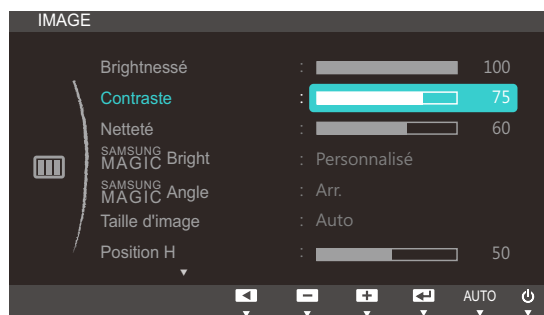 IMAGE
Brightnessé : 100
Contraste : 75
Netteté : 60
SAMSUNG MAGIC Bright : Personnalisé
SAMSUNG MAGIC Angle : Arr.
Taille d'image : Auto
Position H : 50
AUTO